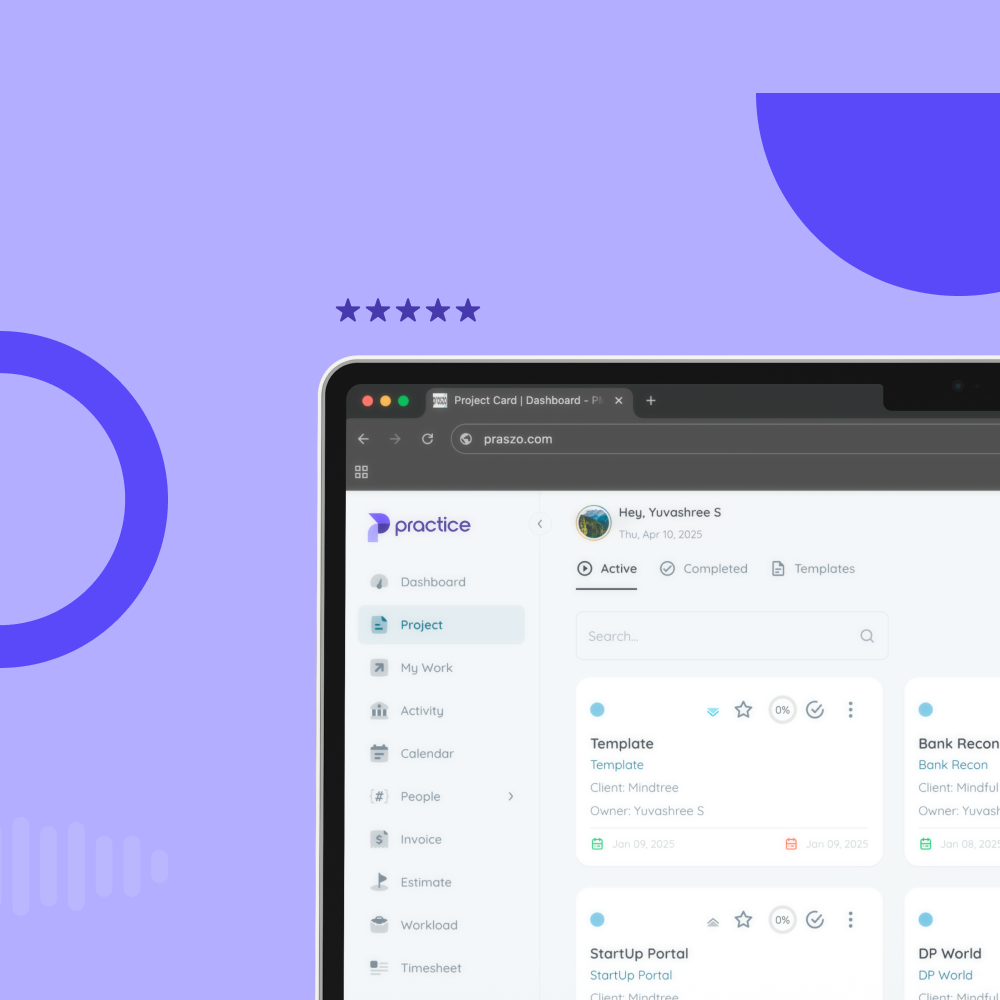 Project Card | Dashboard -
praszo.com
practice
Hey, Yuvashree S
Thu, Apr 10, 2025
Active
Completed
Templates
Search...
Dashboard
Project
My Work
Activity
Calendar
People
Invoice
Estimate
Workload
Timesheet
0%
Template
Template
Client: Mindtree
Owner: Yuvashree S
Jan 09, 2025
Jan 09, 2025
Bank Recon
Bank Recon
Client: Mindful
Owner: Yuvash
Jan 08, 2025
0%
StartUp Portal
StartUp Portal
Client: Mindtree
DP World
DP World
Client: Mindful